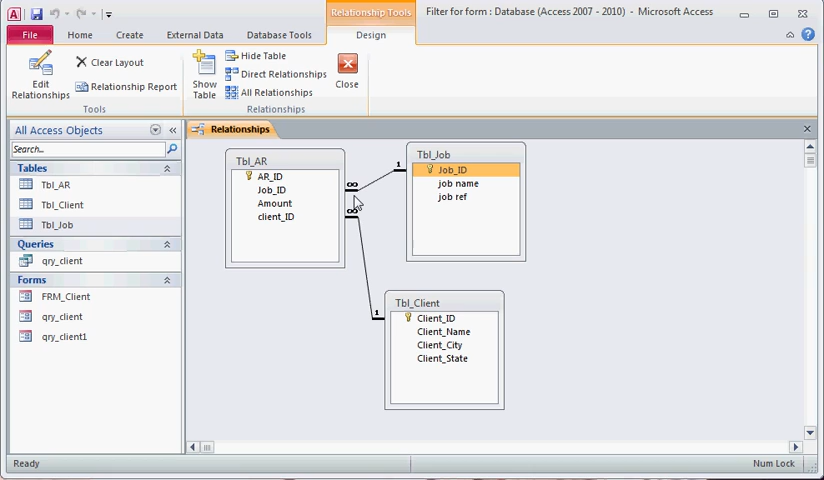 Relationship Tools
Filter for form : Database (Access 2007 - 2010) - Microsoft Access
File
Home
Create
External Data
Database Tools
Design
Edit Relationships
Clear Layout
Relationship Report
Tools
Show Table
Hide Table
Direct Relationships
All Relationships
Relationships
Close
All Access Objects
Search...
Tables
Tbl_AR
Tbl_Client
Tbl_Job
Queries
qry_client
Forms
FRM_Client
qry_client
qry_client1
Relationships
Tbl_AR
AR_ID
Job_ID
Amount
client_ID
∞
1
∞
1
Tbl_Job
Job_ID
job name
job ref
Tbl_Client
Client_ID
Client_Name
Client_City
Client_State
Ready
Num Lock